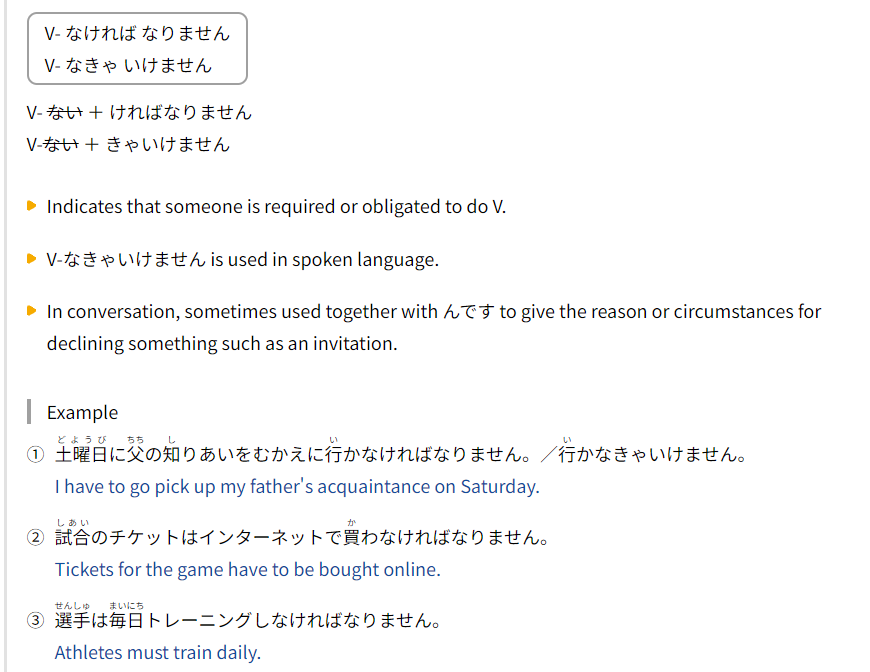 V- なければ なりません
V- なきゃ いけません
V- ない ＋ ければなりません
V-ない ＋ きゃいけません
Indicates that someone is required or obligated to do V.
V-なきゃいけません is used in spoken language.
In conversation, sometimes used together with んです to give the reason or circumstances for
declining something such as an invitation.
Example
どようび ちち し い い
① 土曜日に父の知りあいをむかえに行かなければなりません。／行かなきゃいけません。
I have to go pick up my father's acquaintance on Saturday.
しあい か
② 試合のチケットはインターネットで買わなければなりません。
Tickets for the game have to be bought online.
せんしゅ まいにち
③ 選手は毎日トレーニングしなければなりません。
Athletes must train daily.